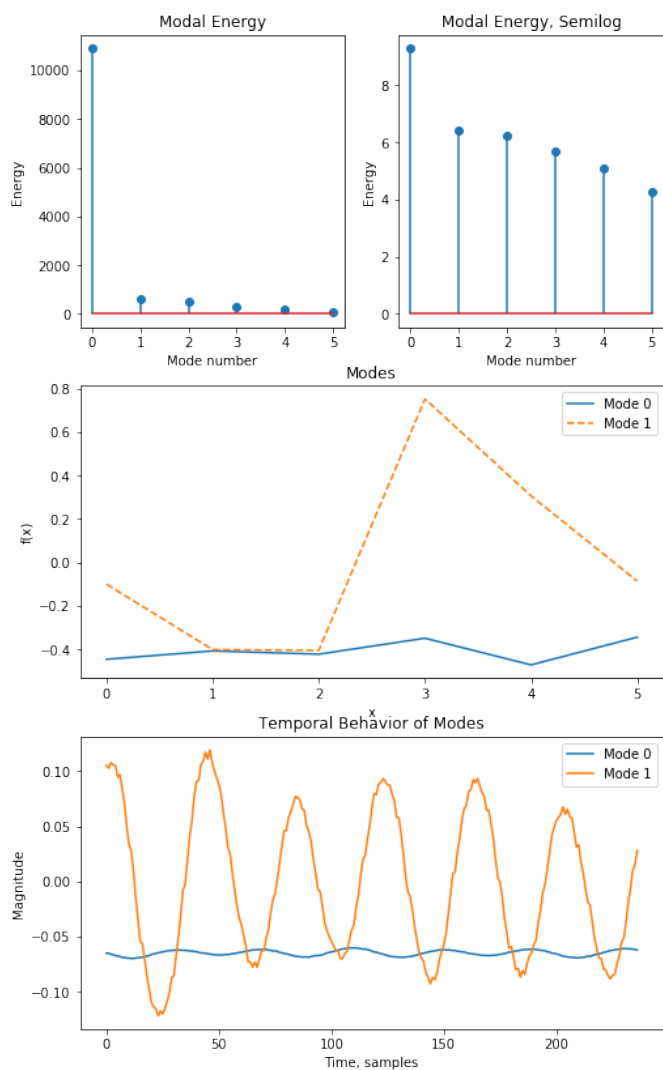 Modal Energy
Modal Energy, Semilog
10000
8000
6000
4000
2000
0
Energy
0 1 2 3 4 5
Mode number
8
6
4
2
0
Energy
0 1 2 3 4 5
Mode number
Modes
0.8
0.6
0.4
0.2
0.0
−0.2
−0.4
f(x)
Mode 0
Mode 1
0 1 2 3 4 5
x
Temporal Behavior of Modes
0.10
0.05
0.00
−0.05
−0.10
Magnitude
Mode 0
Mode 1
0 50 100 150 200
Time, samples